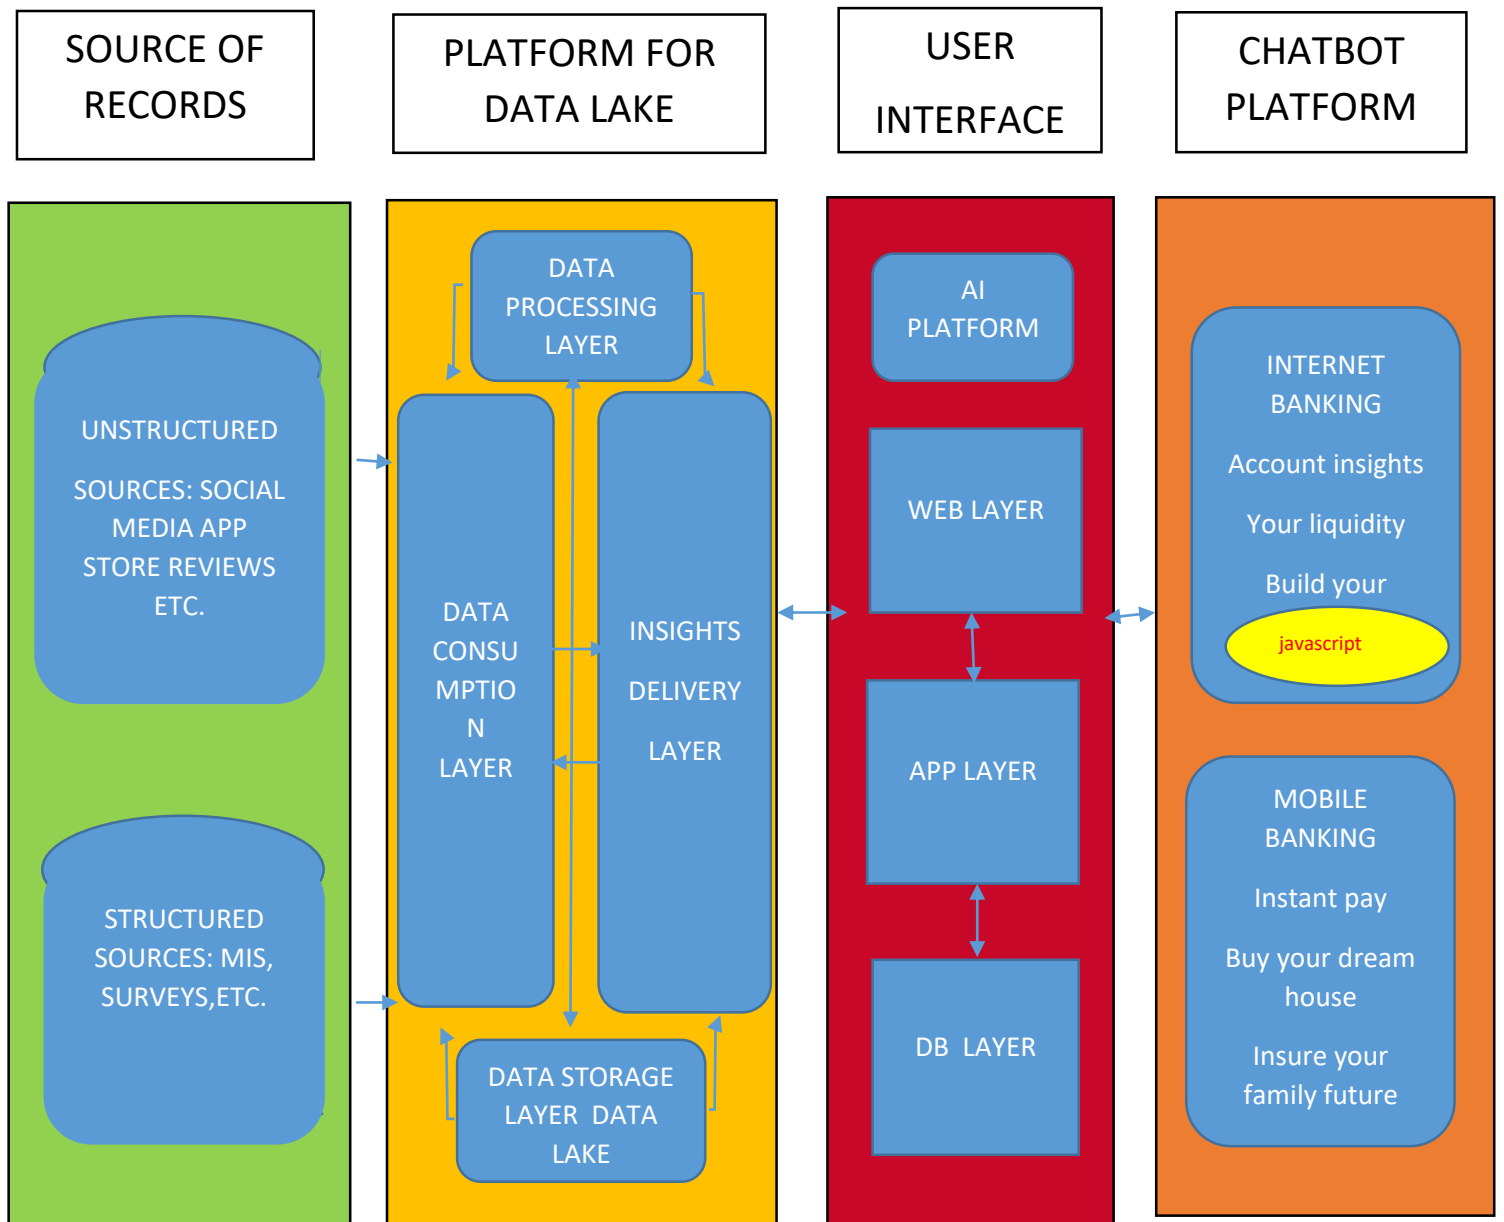 SOURCE OF
RECORDS
PLATFORM FOR
DATA LAKE
USER
INTERFACE
CHATBOT
PLATFORM
UNSTRUCTURED
SOURCES: SOCIAL
MEDIA APP
STORE REVIEWS
ETC.
STRUCTURED
SOURCES: MIS,
SURVEYS,ETC.
DATA
PROCESSING
LAYER
DATA
CONSU
MPTIO
N
LAYER
INSIGHTS
DELIVERY
LAYER
DATA STORAGE
LAYER DATA
LAKE
AI
PLATFORM
WEB LAYER
APP LAYER
DB LAYER
INTERNET
BANKING
Account insights
Your liquidity
Build your
javascript
MOBILE
BANKING
Instant pay
Buy your dream
house
Insure your
family future